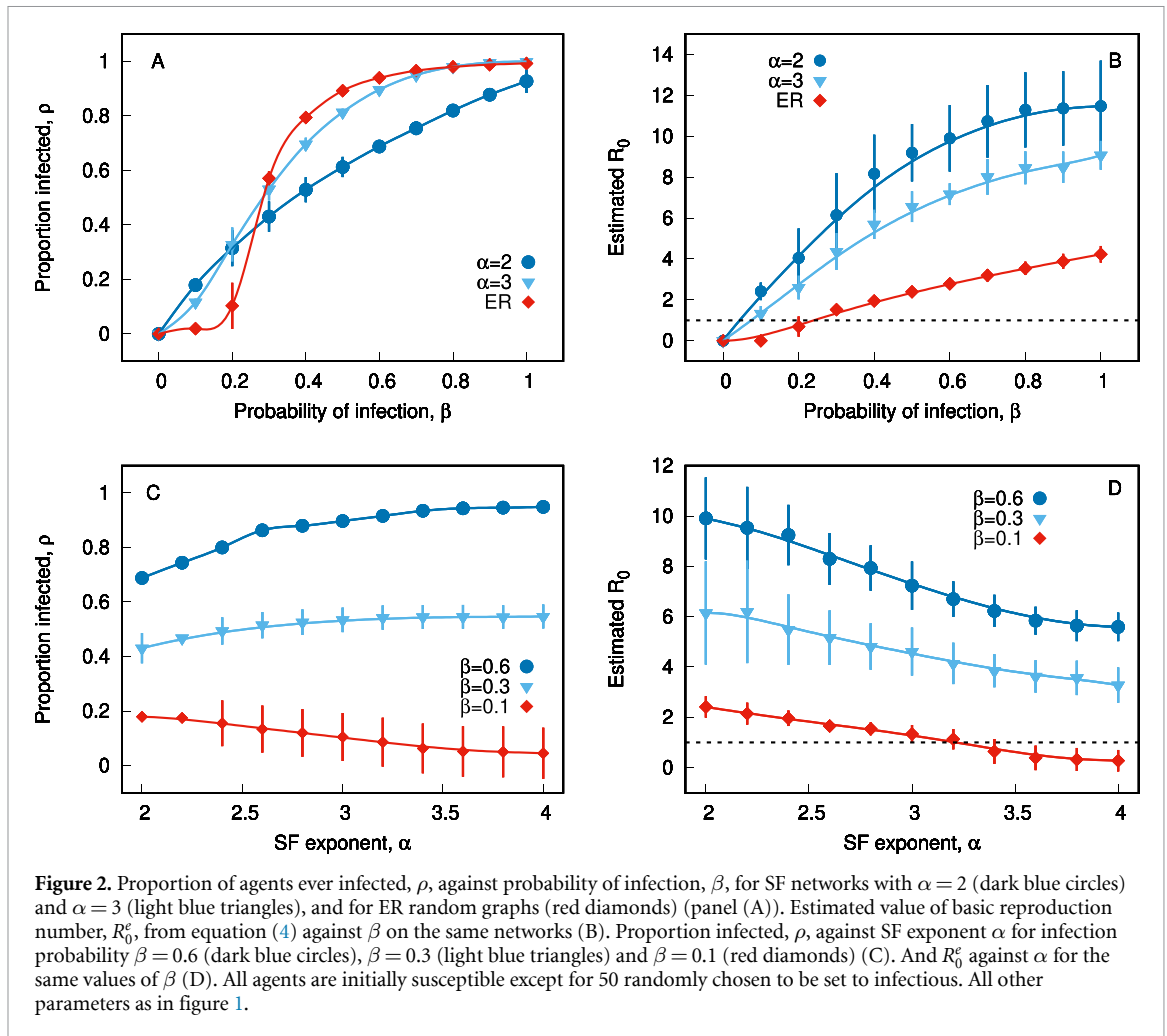 A
Proportion infected, ρ
1
0.8
0.6
0.4
0.2
0
α=2
α=3
ER
0 0.2 0.4 0.6 0.8 1
Probability of infection, β
B
Estimated R0
14
12
10
8
6
4
2
0
α=2
α=3
ER
0 0.2 0.4 0.6 0.8 1
Probability of infection, β
C
Proportion infected, ρ
1
0.8
0.6
0.4
0.2
0
β=0.6
β=0.3
β=0.1
2 2.5 3 3.5 4
SF exponent, α
D
Estimated R0
12
10
8
6
4
2
0
β=0.6
β=0.3
β=0.1
2 2.5 3 3.5 4
SF exponent, α
Figure 2. Proportion of agents ever infected, ρ, against probability of infection, β, for SF networks with α = 2 (dark blue circles)
and α = 3 (light blue triangles), and for ER random graphs (red diamonds) (panel (A)). Estimated value of basic reproduction
number, R_0^e, from equation (4) against β on the same networks (B). Proportion infected, ρ, against SF exponent α for infection
probability β = 0.6 (dark blue circles), β = 0.3 (light blue triangles) and β = 0.1 (red diamonds) (C). And R_0^e against α for the
same values of β (D). All agents are initially susceptible except for 50 randomly chosen to be set to infectious. All other
parameters as in figure 1.